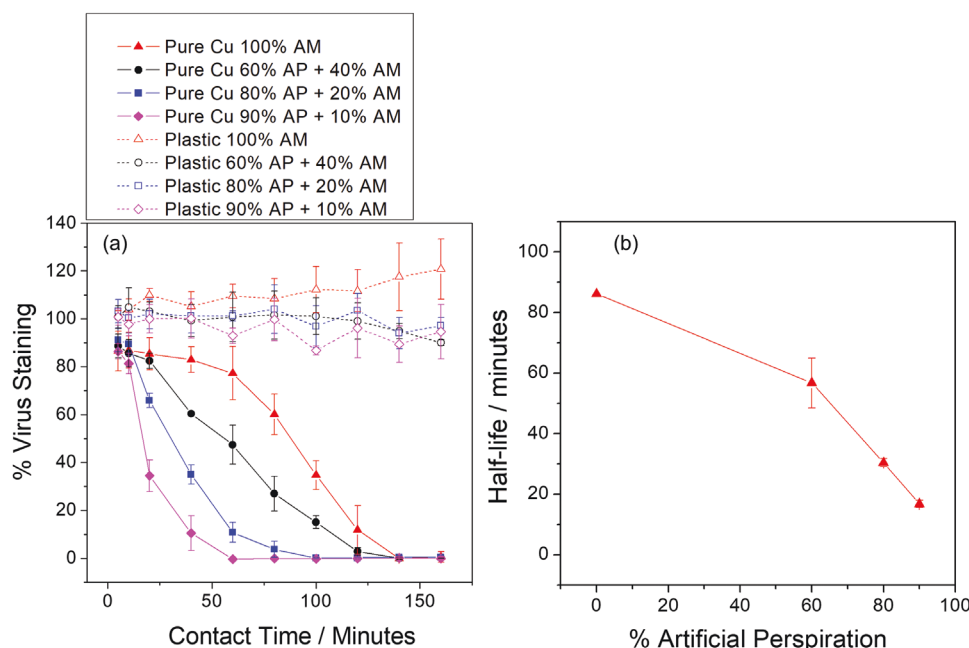 Pure Cu 100% AM
Pure Cu 60% AP + 40% AM
Pure Cu 80% AP + 20% AM
Pure Cu 90% AP + 10% AM
Plastic 100% AM
Plastic 60% AP + 40% AM
Plastic 80% AP + 20% AM
Plastic 90% AP + 10% AM
(a)
% Virus Staining
140
120
100
80
60
40
20
0
0
50
100
150
Contact Time / Minutes
(b)
Half-life / minutes
100
80
60
40
20
0
0
20
40
60
80
100
% Artificial Perspiration